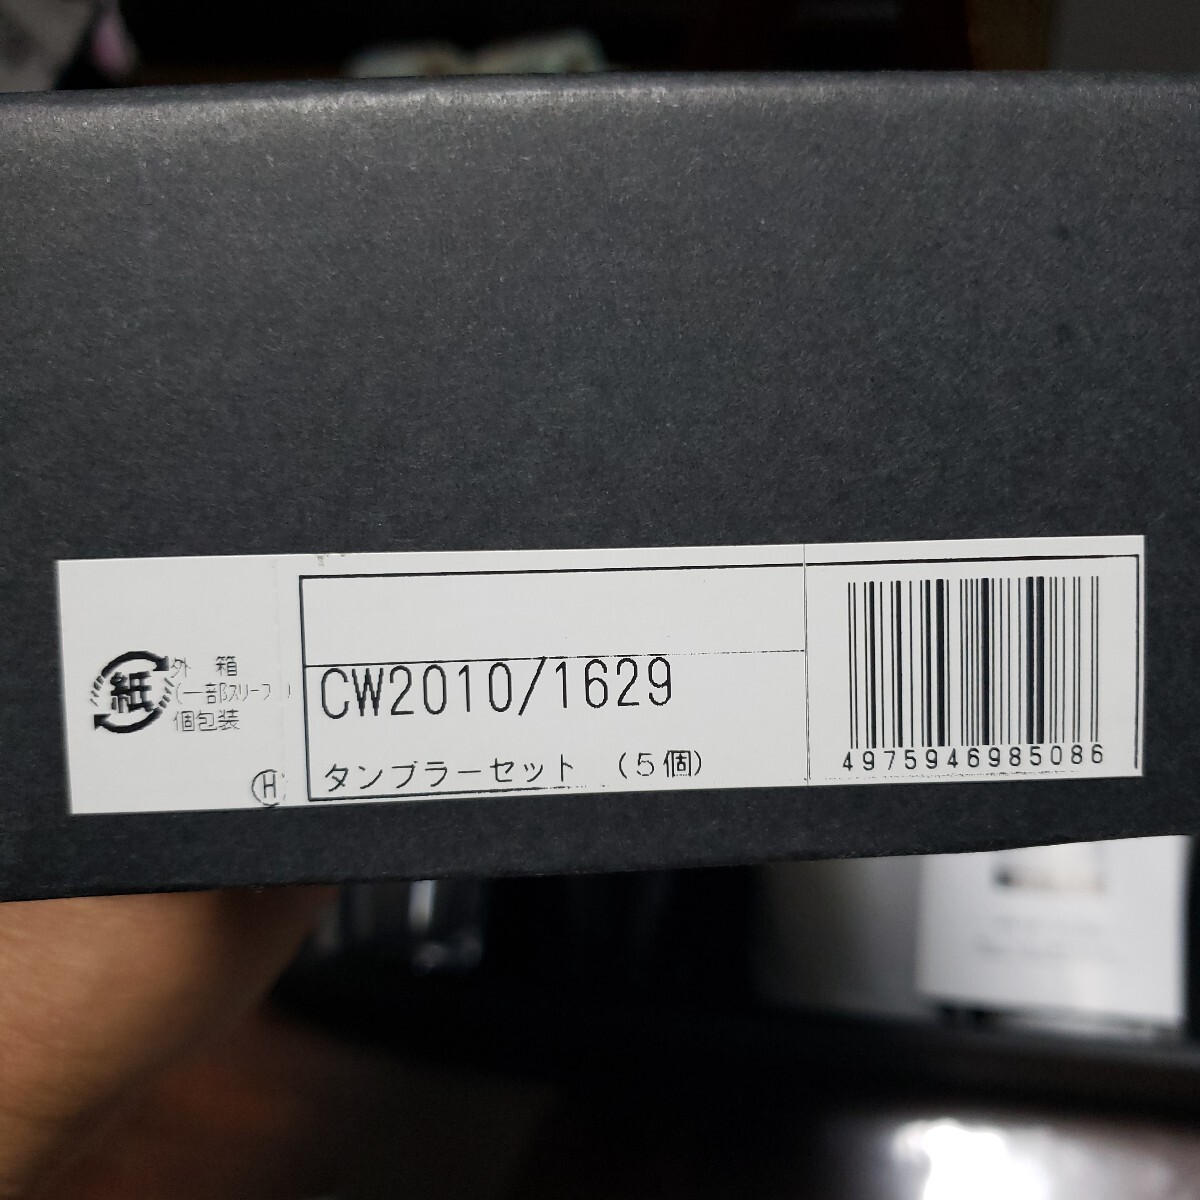 紙
外 箱
(一部スリーブ)
個包装
H
CW2010/1629
タンブラーセット (5個)
4975946985086